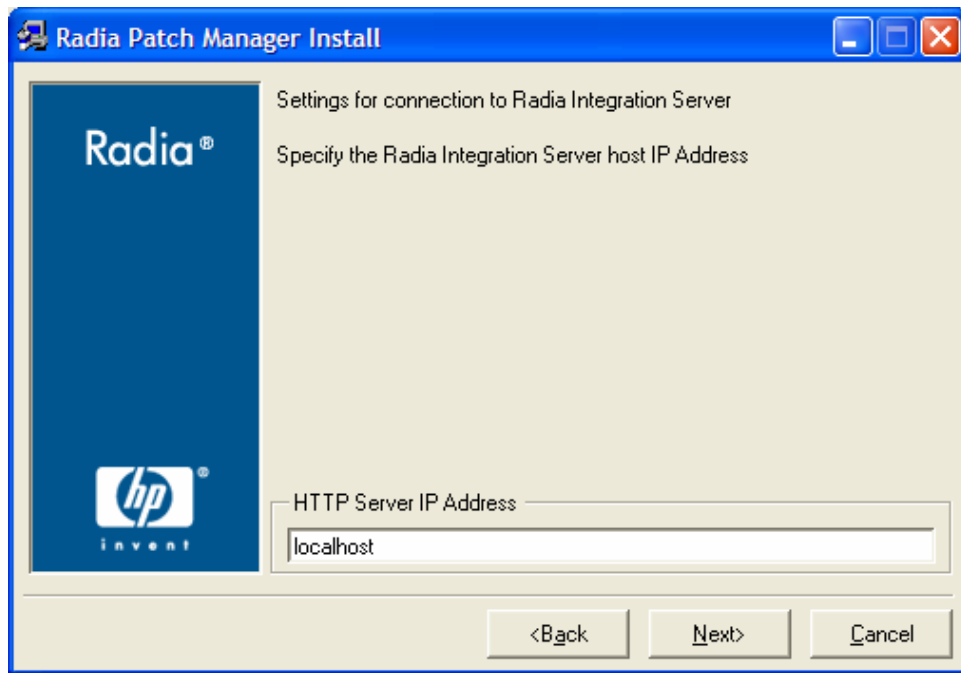 Radia Patch Manager Install
Radia®
Settings for connection to Radia Integration Server
Specify the Radia Integration Server host IP Address
hp®
invent
HTTP Server IP Address
localhost
<Back
Next>
Cancel